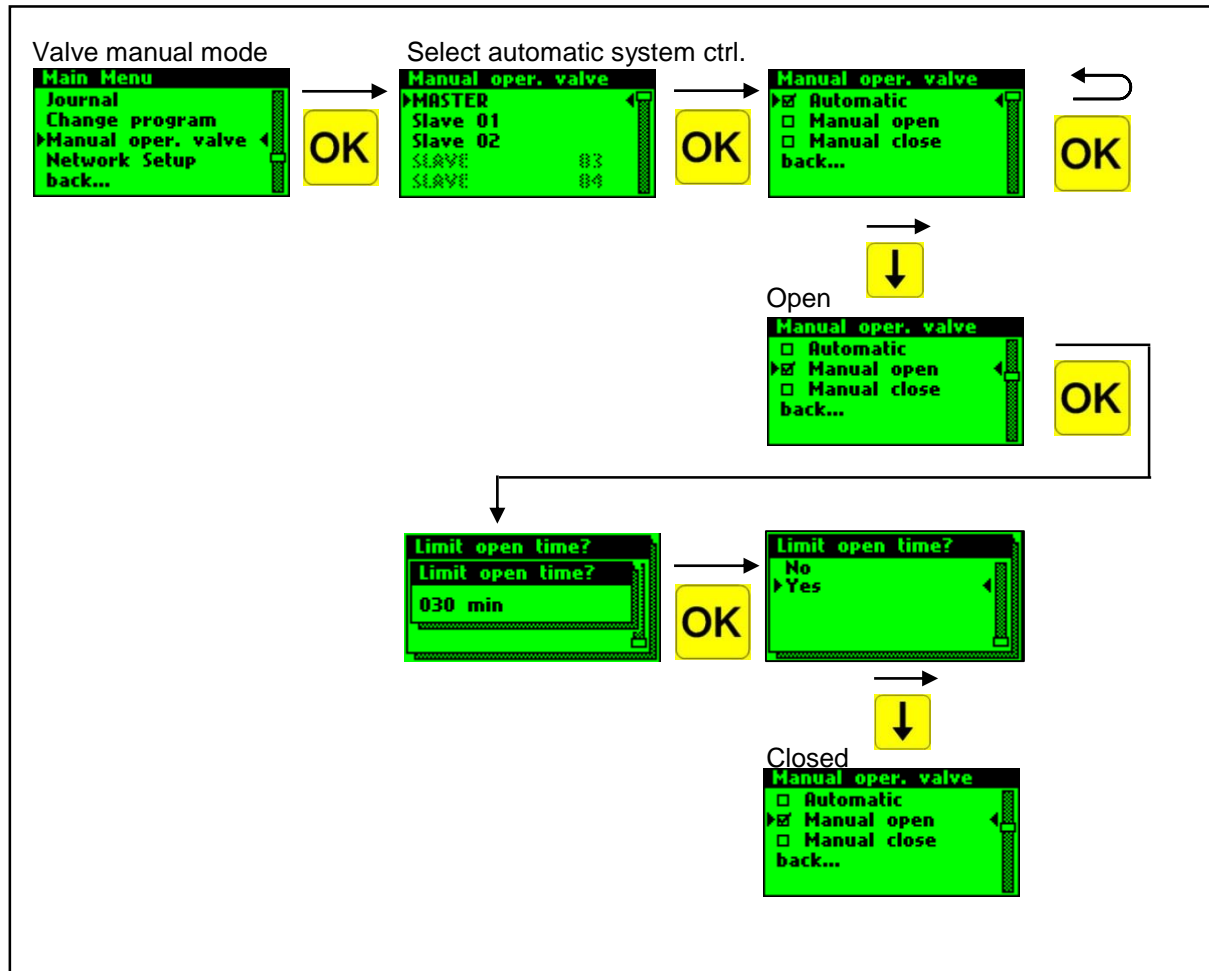 Valve manual mode
Main Menu
Journal
Change program
Manual oper. valve
Network Setup
back...
OK
Select automatic system ctrl.
Manual oper. valve
MASTER
Slave 01
Slave 02
SLAVE 03
SLAVE 04
OK
Manual oper. valve
Automatic
Manual open
Manual close
back...
OK
Open
Manual oper. valve
Automatic
Manual open
Manual close
back...
OK
Limit open time?
Limit open time?
030 min
OK
Limit open time?
No
Yes
Closed
Manual oper. valve
Automatic
Manual open
Manual close
back...